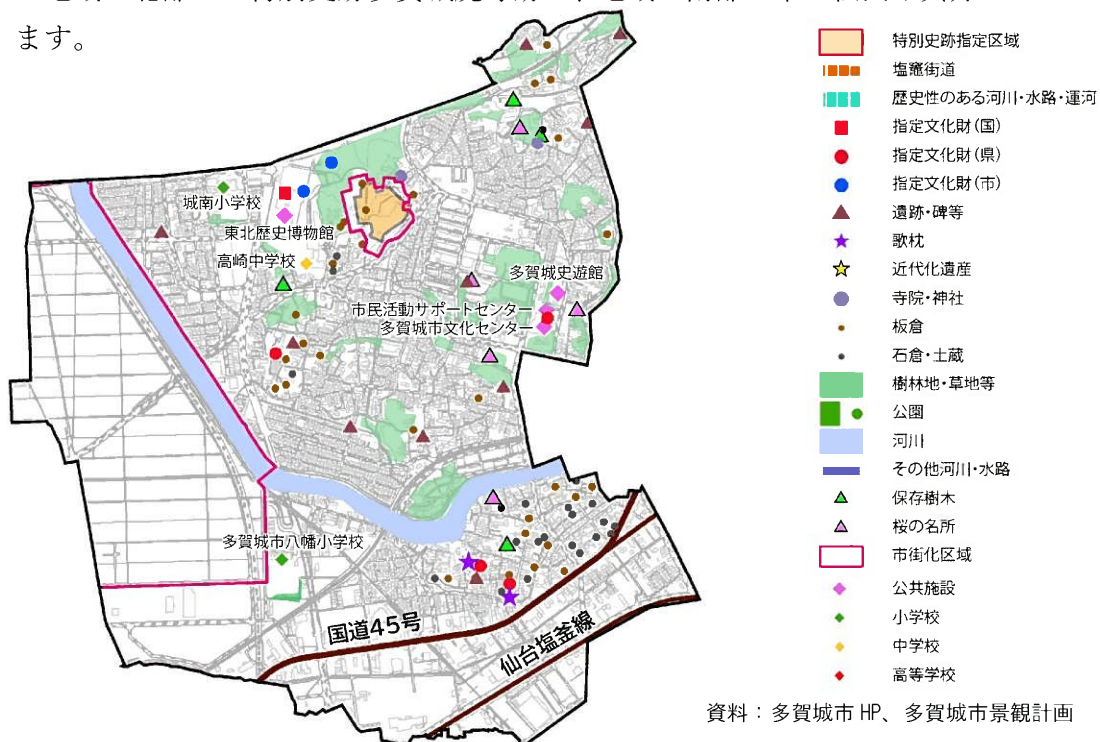 ます。
特別史跡指定区域
塩竈街道
歴史性のある河川・水路・運河
指定文化財(国)
指定文化財(県)
指定文化財(市)
遺跡・碑等
歌枕
近代化遺産
寺院・神社
板倉
石倉・土蔵
樹林地・草地等
公園
河川
その他河川・水路
保存樹木
桜の名所
市街化区域
公共施設
小学校
中学校
高等学校
城南小学校
東北歴史博物館
高崎中学校
多賀城史遊館
市民活動サポートセンター
多賀城市文化センター
多賀城市八幡小学校
国道45号
仙台塩釜線
資料:多賀城市 HP、多賀城市景観計画